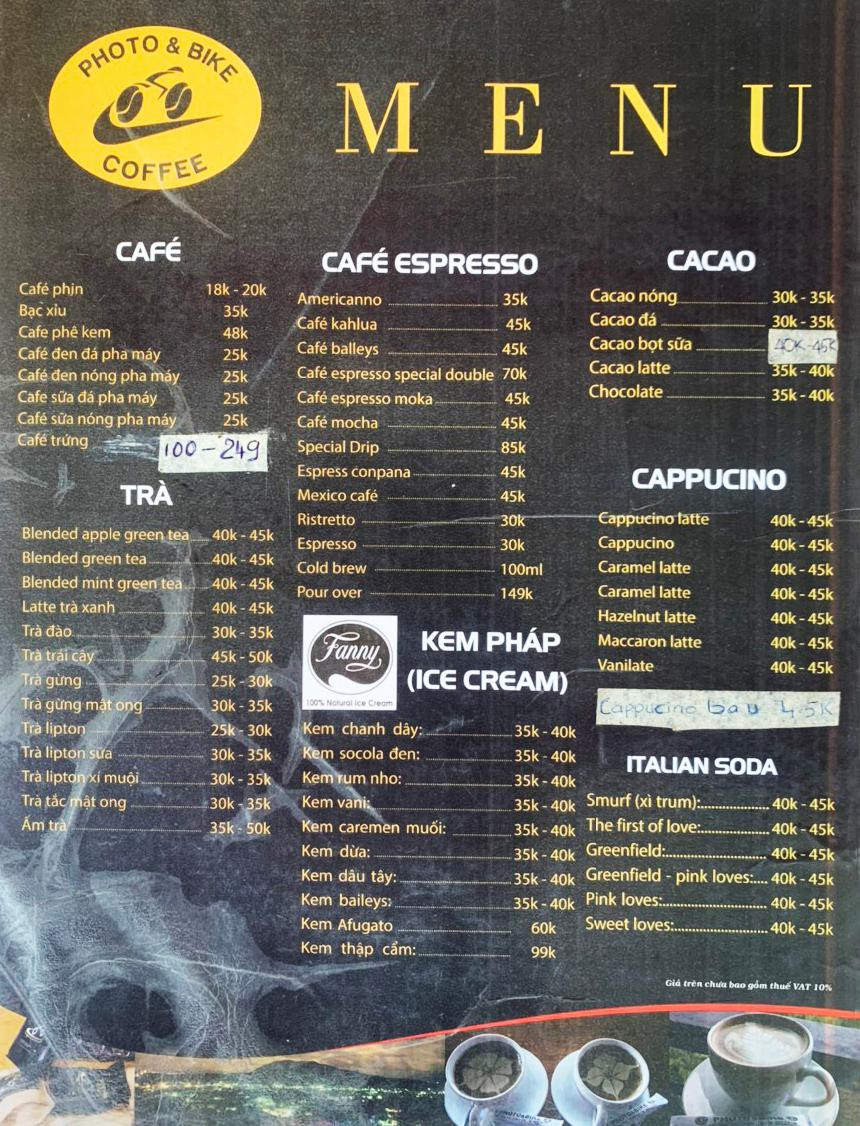 PHOTO & BIKE
COFFEE
MENU
CAFÉ
Café phin 18k - 20k
Bạc xỉu 35k
Cafe phê kem 48k
Café đen đá pha máy 25k
Café đen nóng pha máy 25k
Cafe sữa đá pha máy 25k
Café sữa nóng pha máy 25k
Café trứng 100 - 249
TRÀ
Blended apple green tea 40k - 45k
Blended green tea 40k - 45k
Blended mint green tea 40k - 45k
Latte trà xanh 40k - 45k
Trà đào 30k - 35k
Trà trái cây 45k - 50k
Trà gừng 25k - 30k
Trà gừng mật ong 30k - 35k
Trà lipton 25k - 30k
Trà lipton sữa 30k - 35k
Trà lipton xí muội 30k - 35k
Trà tắc mật ong 30k - 35k
Ấm trà 35k - 50k
CAFÉ ESPRESSO
Americanno 35k
Café kahlua 45k
Café balleys 45k
Café espresso special double 70k
Café espresso moka 45k
Café mocha 45k
Special Drip 85k
Espress conpana 45k
Mexico café 45k
Ristretto 30k
Espresso 30k
Cold brew 100ml
Pour over 149k
Fanny
100% Natural Ice Cream
KEM PHÁP
(ICE CREAM)
Kem chanh dây: 35k - 40k
Kem socola đen: 35k - 40k
Kem rum nho: 35k - 40k
Kem vani: 35k - 40k
Kem caremen muối: 35k - 40k
Kem dừa: 35k - 40k
Kem dâu tây: 35k - 40k
Kem baileys: 35k - 40k
Kem Afugato 60k
Kem thập cẩm: 99k
CACAO
Cacao nóng 30k - 35k
Cacao đá 30k - 35k
Cacao bọt sữa 40K-45K
Cacao latte 35k - 40k
Chocolate 35k - 40k
CAPPUCINO
Cappucino latte 40k - 45k
Cappucino 40k - 45k
Caramel latte 40k - 45k
Caramel latte 40k - 45k
Hazelnut latte 40k - 45k
Maccaron latte 40k - 45k
Vanilate 40k - 45k
Cappucino 45K
ITALIAN SODA
Smurf (xì trum): 40k - 45k
The first of love: 40k - 45k
Greenfield: 40k - 45k
Greenfield - pink loves: 40k - 45k
Pink loves: 40k - 45k
Sweet loves: 40k - 45k
Giá trên chưa bao gồm thuế VAT 10%